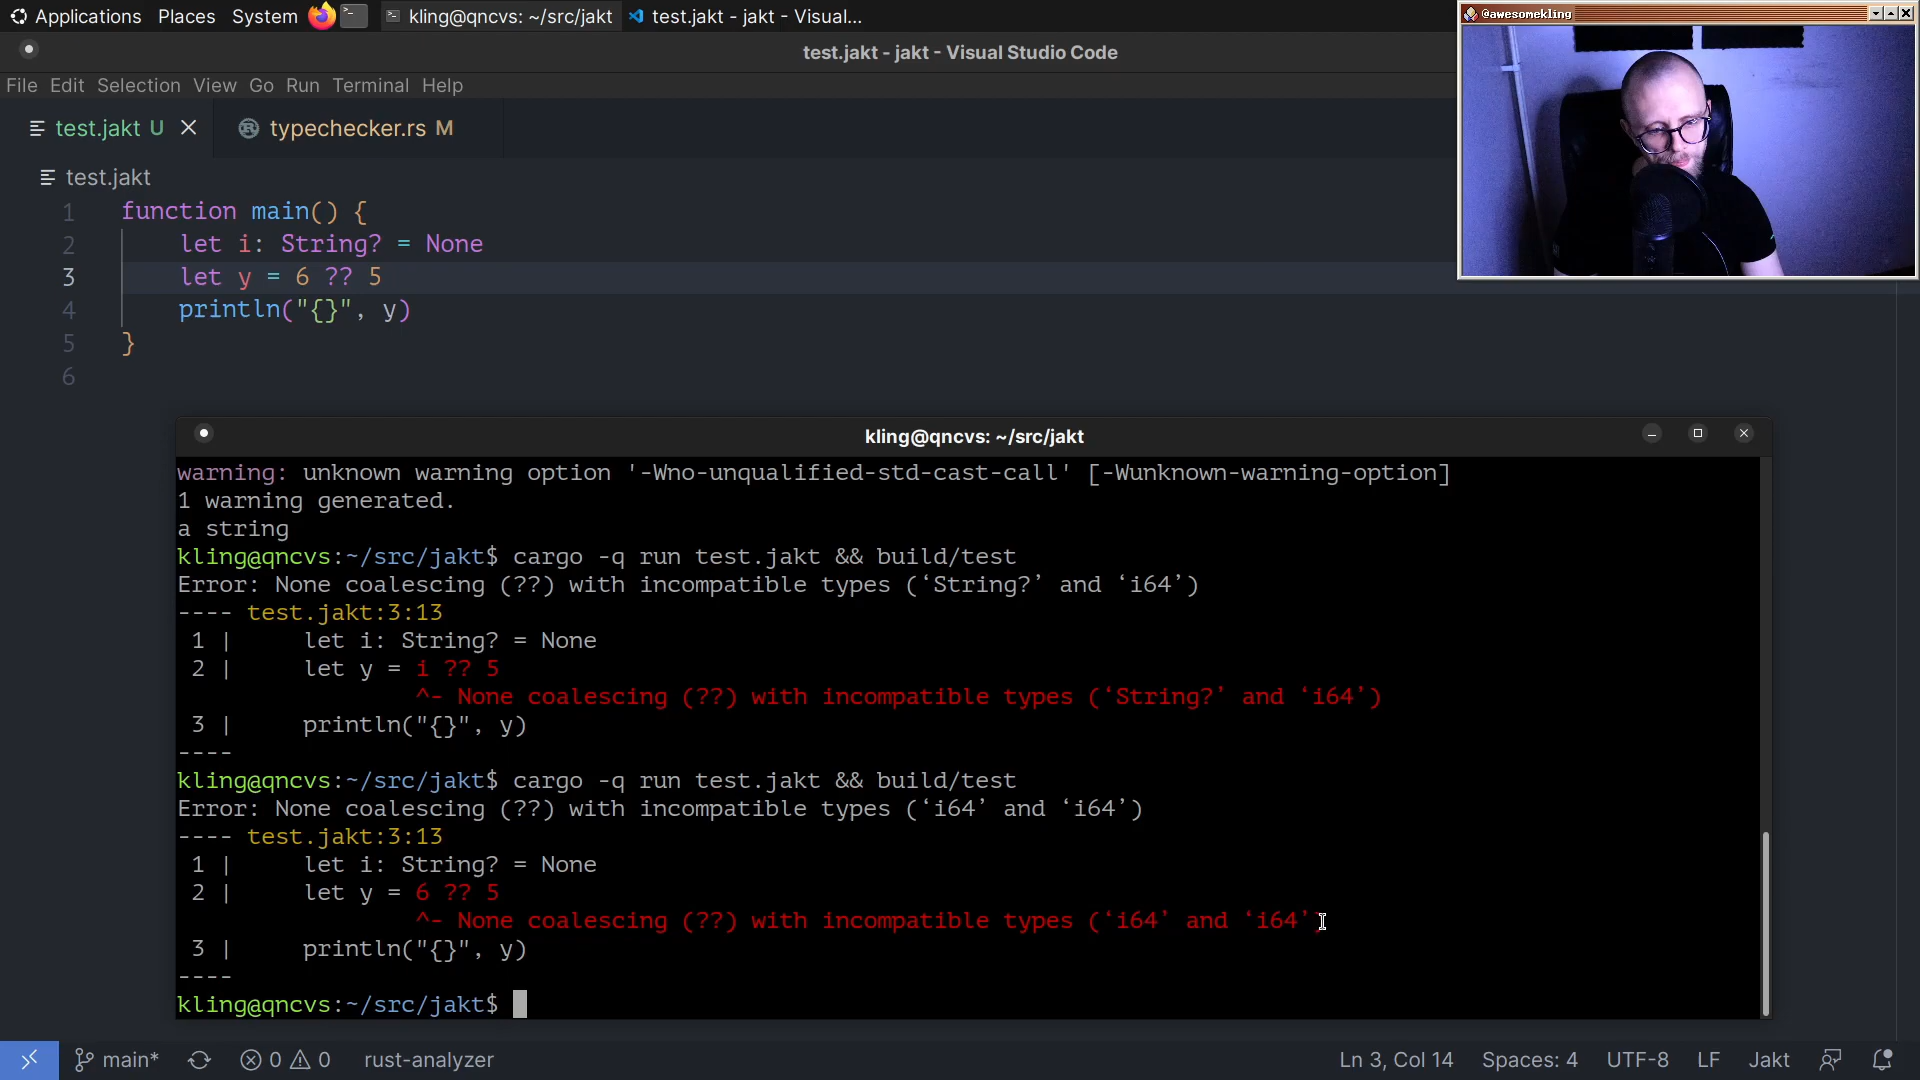 Applications Places System kling@qncvs: ~/src/jakt test.jakt - jakt - Visual...
@awesomekling
test.jakt - jakt - Visual Studio Code
File Edit Selection View Go Run Terminal Help
test.jakt U typechecker.rs M
test.jakt
1 function main() {
2     let i: String? = None
3     let y = 6 ?? 5
4     println("{}", y)
5 }
6
kling@qncvs: ~/src/jakt
warning: unknown warning option '-Wno-unqualified-std-cast-call' [-Wunknown-warning-option]
1 warning generated.
a string
kling@qncvs:~/src/jakt$ cargo -q run test.jakt && build/test
Error: None coalescing (??) with incompatible types (‘String?’ and ‘i64’)
---- test.jakt:3:13
1 |     let i: String? = None
2 |     let y = i ?? 5
^- None coalescing (??) with incompatible types (‘String?’ and ‘i64’)
3 |     println("{}", y)
----
kling@qncvs:~/src/jakt$ cargo -q run test.jakt && build/test
Error: None coalescing (??) with incompatible types (‘i64’ and ‘i64’)
---- test.jakt:3:13
1 |     let i: String? = None
2 |     let y = 6 ?? 5
^- None coalescing (??) with incompatible types (‘i64’ and ‘i64’)
3 |     println("{}", y)
----
kling@qncvs:~/src/jakt$
main* 0 0 rust-analyzer Ln 3, Col 14 Spaces: 4 UTF-8 LF Jakt